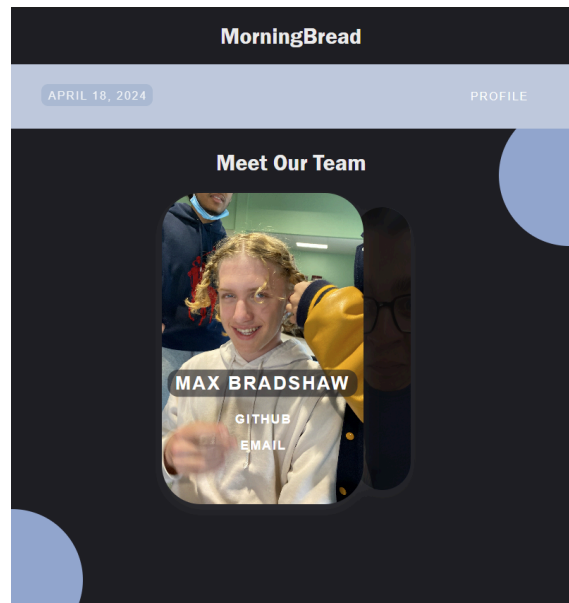 MorningBread
APRIL 18, 2024
PROFILE
Meet Our Team
MAX BRADSHAW
GITHUB
EMAIL